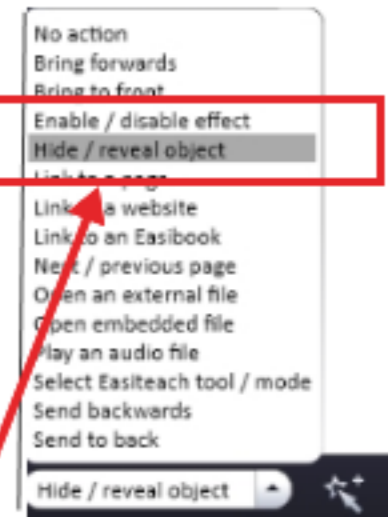 No action
Bring forwards
Bring to front
Enable / disable effect
Hide / reveal object
Link to a page
Link to a website
Link to an Easibook
Next / previous page
Open an external file
Open embedded file
Play an audio file
Select Easiteach tool / mode
Send backwards
Send to back
Hide / reveal object